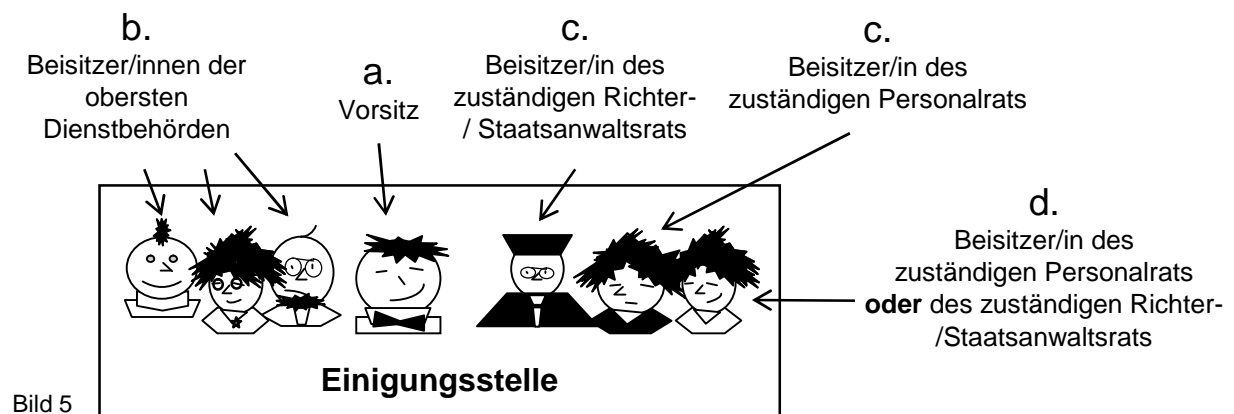 b.
Beisitzer/innen der
obersten
Dienstbehörden
a.
Vorsitz
c.
Beisitzer/in des
zuständigen Richter-
/ Staatsanwaltsrats
c.
Beisitzer/in des
zuständigen Personalrats
d.
Beisitzer/in des
zuständigen Personalrats
oder des zuständigen Richter-
/Staatsanwaltsrats
Einigungsstelle
Bild 5